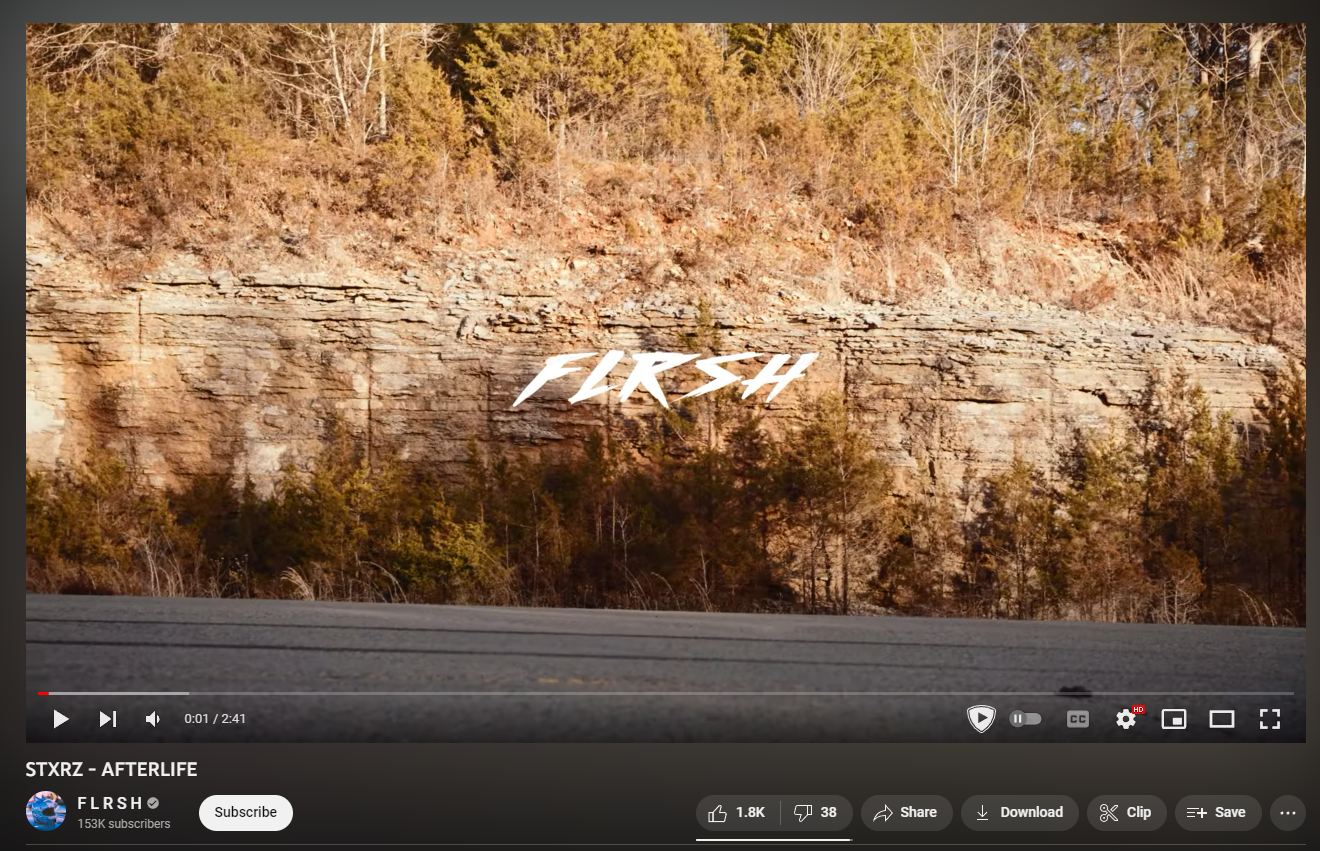 FLRSH
0:01 / 2:41
CC
HD
STXRZ - AFTERLIFE
FLRSH
153K subscribers
Subscribe
1.8K
38
Share
Download
Clip
Save